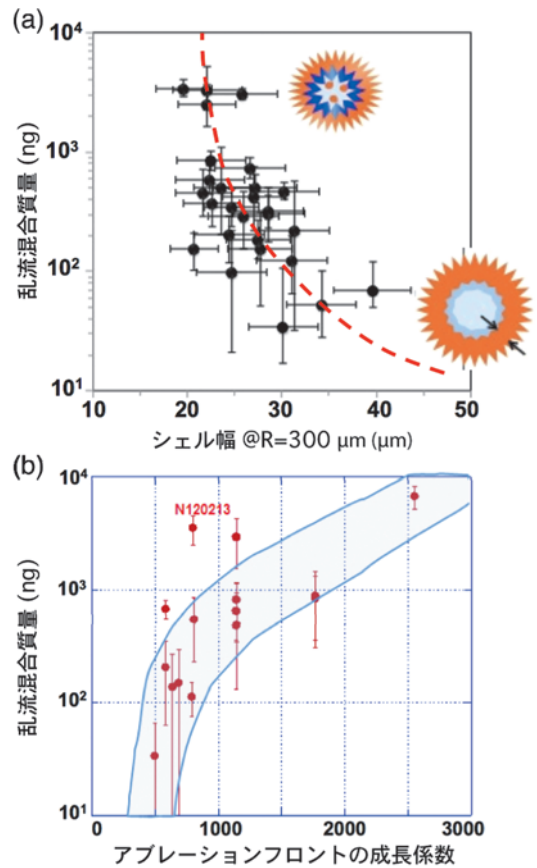 (a)
乱流混合質量 (ng)
10⁴
10³
10²
10¹
10 20 30 40 50
シェル幅 @R=300 μm (μm)
(b)
乱流混合質量 (ng)
10⁴
10³
10²
10¹
N120213
0 1000 2000 3000
アブレーションフロントの成長係数